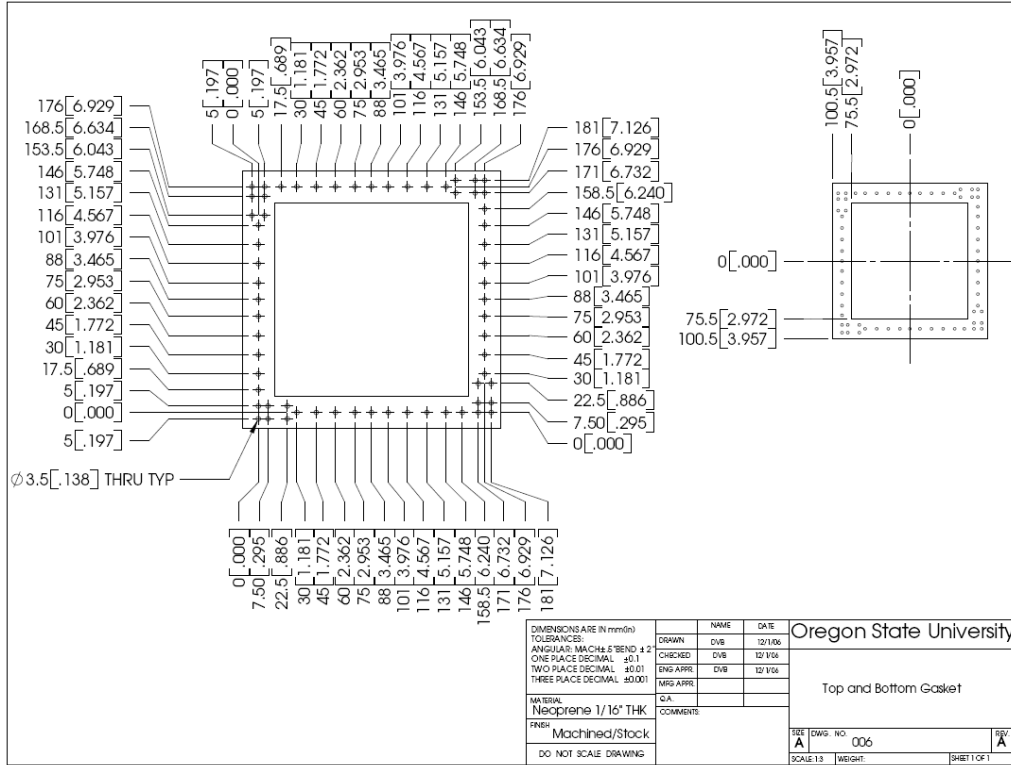 5[.197]
0[.000]
5[.197]
17.5[.689]
30[1.181]
45[1.772]
60[2.362]
75[2.953]
88[3.465]
101[3.976]
116[4.567]
131[5.157]
146[5.748]
153.5[6.043]
168.5[6.634]
176[6.929]
176[6.929]
168.5[6.634]
153.5[6.043]
146[5.748]
131[5.157]
116[4.567]
101[3.976]
88[3.465]
75[2.953]
60[2.362]
45[1.772]
30[1.181]
17.5[.689]
5[.197]
0[.000]
5[.197]
Ø3.5[.138] THRU TYP
181[7.126]
176[6.929]
171[6.732]
158.5[6.240]
146[5.748]
131[5.157]
116[4.567]
101[3.976]
88[3.465]
75[2.953]
60[2.362]
45[1.772]
30[1.181]
22.5[.886]
7.50[.295]
0[.000]
0[.000]
7.50[.295]
22.5[.886]
30[1.181]
45[1.772]
60[2.362]
75[2.953]
88[3.465]
101[3.976]
116[4.567]
131[5.157]
146[5.748]
158.5[6.240]
171[6.732]
176[6.929]
181[7.126]
100.5[3.957]
75.5[2.972]
0[.000]
0[.000]
75.5[2.972]
100.5[3.957]
DIMENSIONS ARE IN mm(in)
TOLERANCES:
ANGULAR: MACH±.5°BEND ±2°
ONE PLACE DECIMAL ±0.1
TWO PLACE DECIMAL ±0.01
THREE PLACE DECIMAL ±0.001
MATERIAL
Neoprene 1/16" THK
FINISH
Machined/Stock
DO NOT SCALE DRAWING
NAME DATE
DRAWN DVB 12/1/06
CHECKED DVB 12/1/06
ENG APPR. DVB 12/1/06
MFG APPR.
Q.A.
COMMENTS:
Oregon State University
Top and Bottom Gasket
SIZE DWG. NO. REV.
A 006 A
SCALE:1:3 WEIGHT: SHEET 1 OF 1